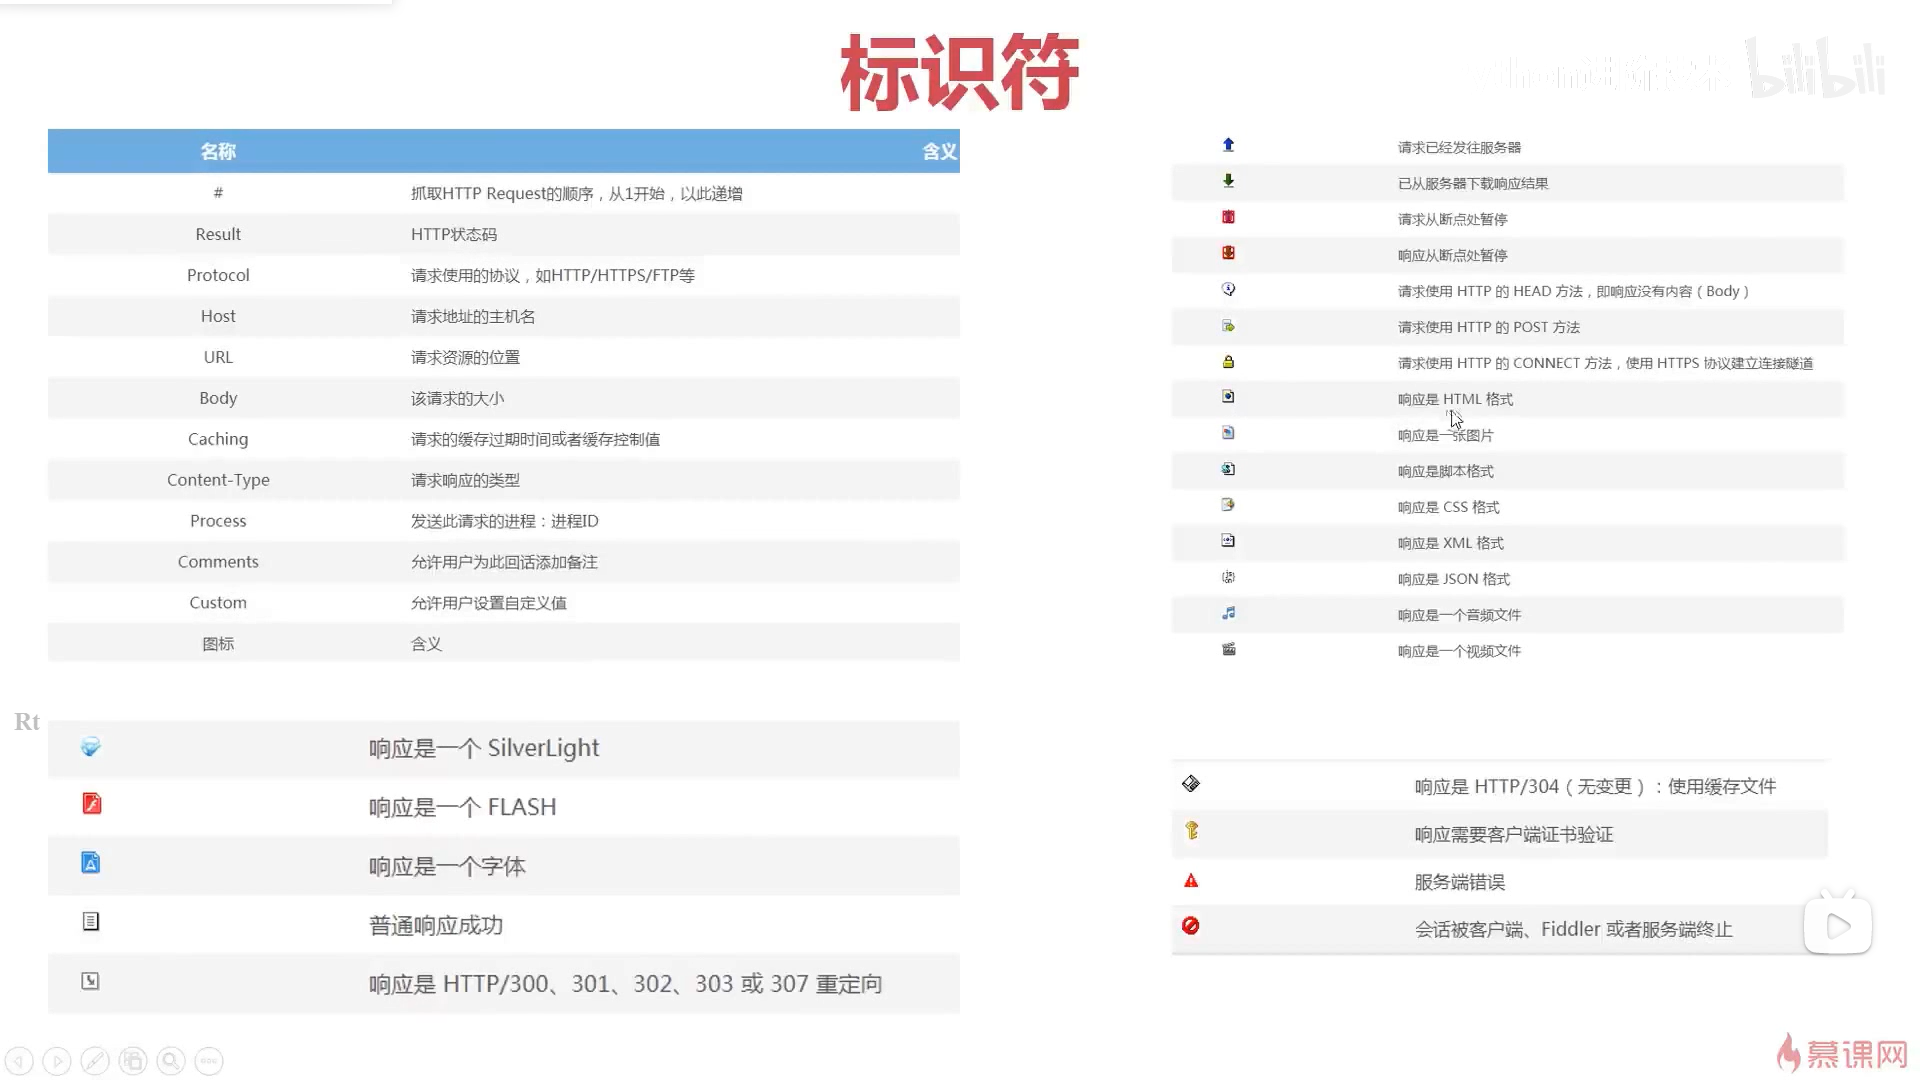 标识符
bilibili
名称 含义
# 抓取HTTP Request的顺序，从1开始，以此递增
Result HTTP状态码
Protocol 请求使用的协议，如HTTP/HTTPS/FTP等
Host 请求地址的主机名
URL 请求资源的位置
Body 该请求的大小
Caching 请求的缓存过期时间或者缓存控制值
Content-Type 请求响应的类型
Process 发送此请求的进程：进程ID
Comments 允许用户为此回话添加备注
Custom 允许用户设置自定义值
图标 含义
请求已经发往服务器
已从服务器下载响应结果
请求从断点处暂停
响应从断点处暂停
请求使用 HTTP 的 HEAD 方法，即响应没有内容（Body）
请求使用 HTTP 的 POST 方法
请求使用 HTTP 的 CONNECT 方法，使用 HTTPS 协议建立连接隧道
响应是 HTML 格式
响应是一张图片
响应是脚本格式
响应是 CSS 格式
响应是 XML 格式
响应是 JSON 格式
响应是一个音频文件
响应是一个视频文件
Rt
响应是一个 SilverLight
响应是一个 FLASH
响应是一个字体
普通响应成功
响应是 HTTP/300、301、302、303 或 307 重定向
响应是 HTTP/304（无变更）：使用缓存文件
响应需要客户端证书验证
服务端错误
会话被客户端、Fiddler 或者服务端终止
慕课网